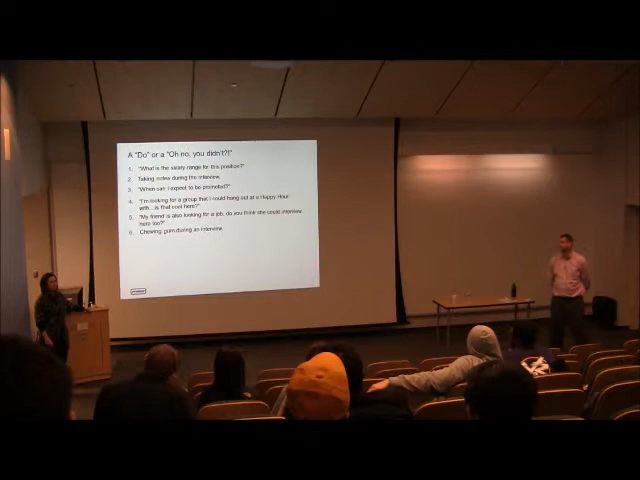 A "Do" or a "Oh no, you didn't?!"
1. "What is the salary range for this position?"
2. Taking notes during the interview.
3. "When can I expect to be promoted?"
4. "I'm looking for a group that I could hang out at a Happy Hour
with...is that cool here?"
5. "My friend is also looking for a job, do you think she could interview
here too?"
6. Chewing gum during an interview